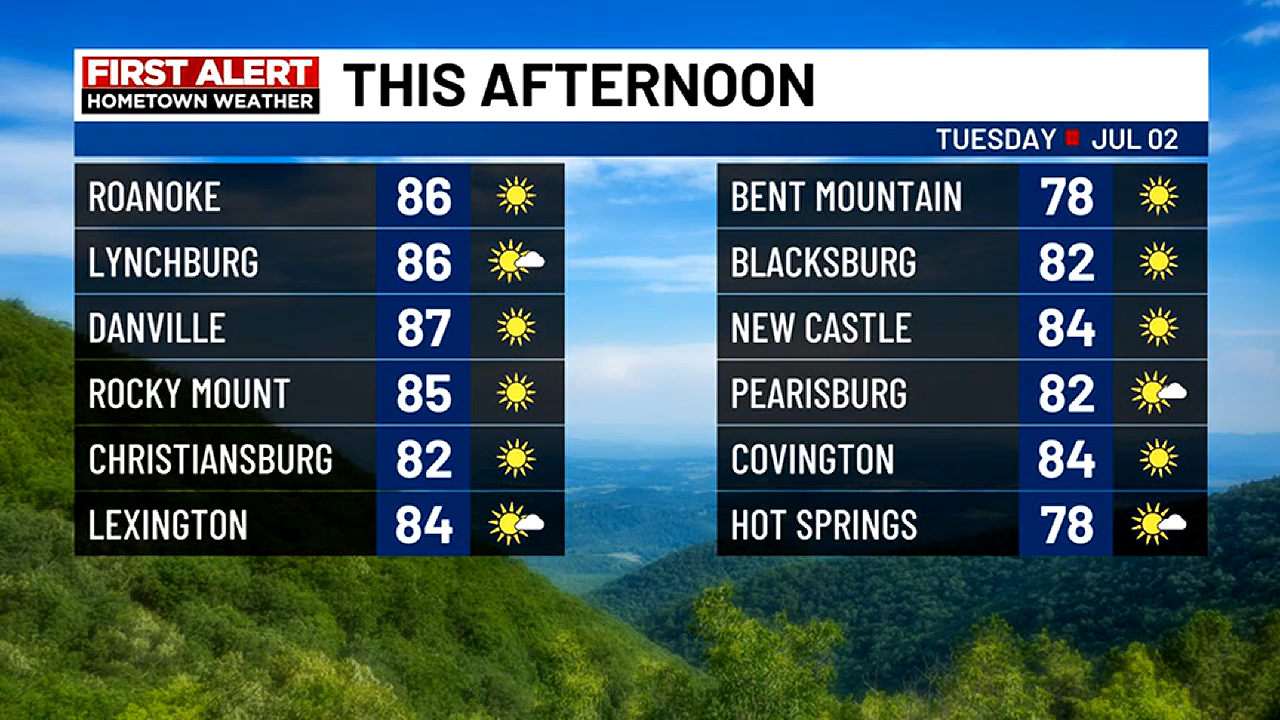 FIRST ALERT
HOMETOWN WEATHER
THIS AFTERNOON
TUESDAY JUL 02
ROANOKE 86
LYNCHBURG 86
DANVILLE 87
ROCKY MOUNT 85
CHRISTIANSBURG 82
LEXINGTON 84
BENT MOUNTAIN 78
BLACKSBURG 82
NEW CASTLE 84
PEARISBURG 82
COVINGTON 84
HOT SPRINGS 78